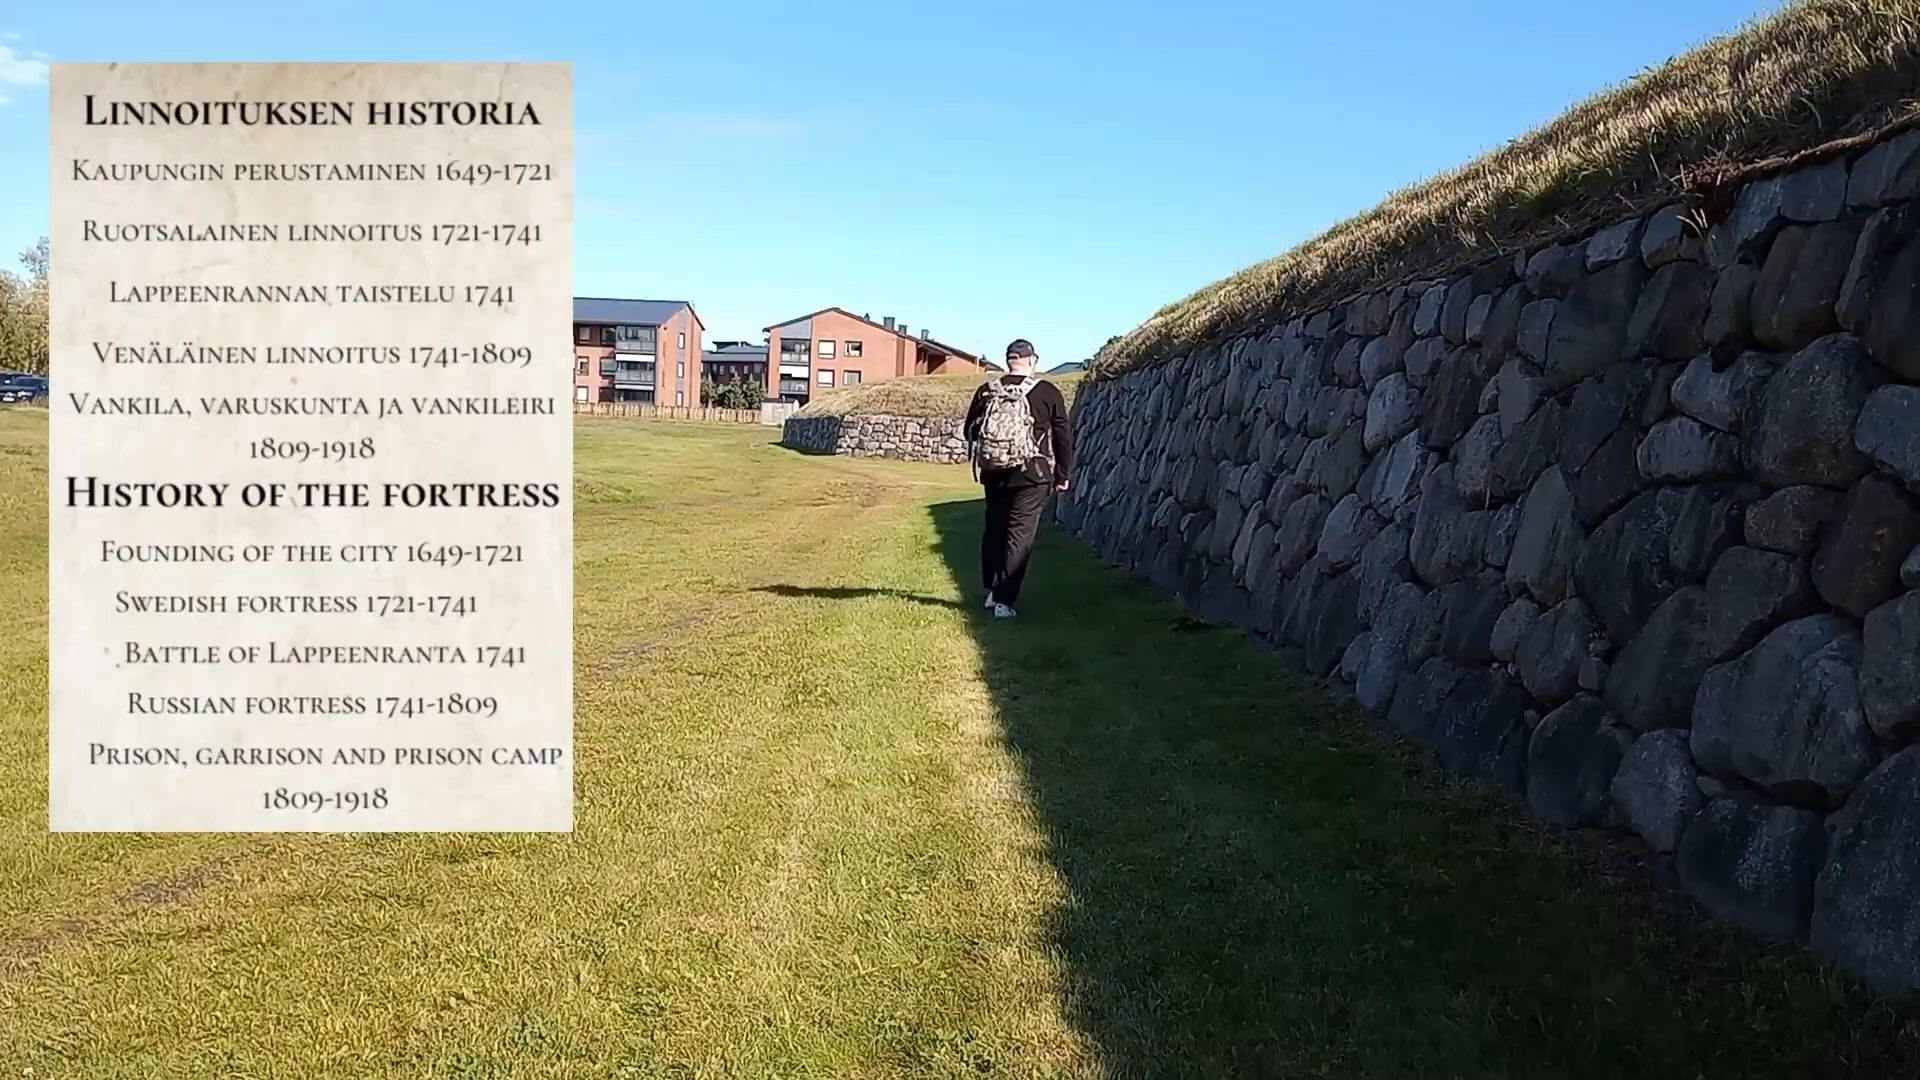 Linnoituksen historia
Kaupungin perustaminen 1649-1721
Ruotsalainen linnoitus 1721-1741
Lappeenrannan taistelu 1741
Venäläinen linnoitus 1741-1809
Vankila, varuskunta ja vankileiri
1809-1918
History of the fortress
Founding of the city 1649-1721
Swedish fortress 1721-1741
Battle of Lappeenranta 1741
Russian fortress 1741-1809
Prison, garrison and prison camp
1809-1918